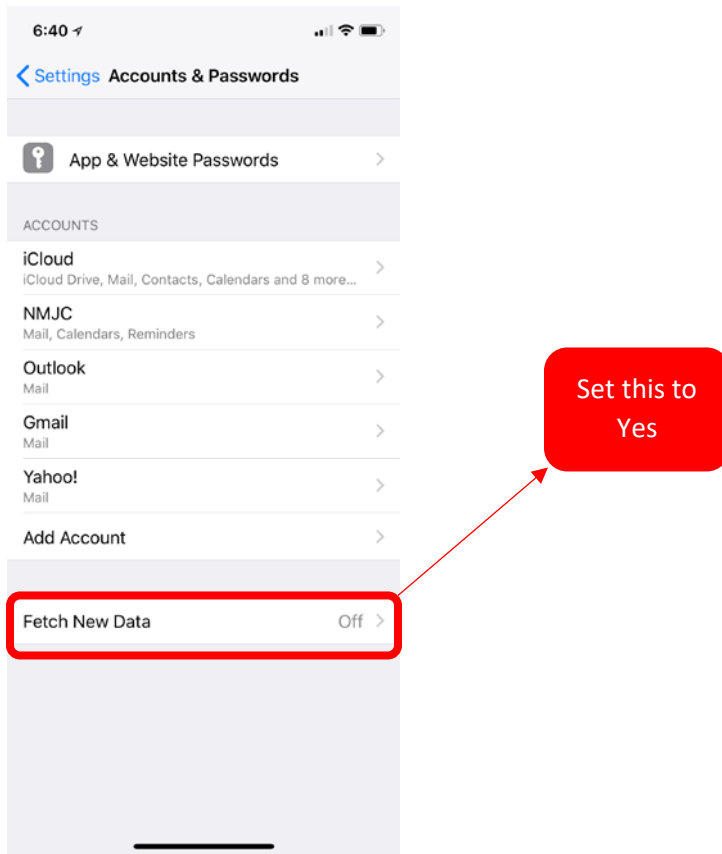 6:40
Settings Accounts & Passwords
App & Website Passwords
ACCOUNTS
iCloud
iCloud Drive, Mail, Contacts, Calendars and 8 more...
NMJC
Mail, Calendars, Reminders
Outlook
Mail
Gmail
Mail
Yahoo!
Mail
Add Account
Fetch New Data Off
Set this to
Yes